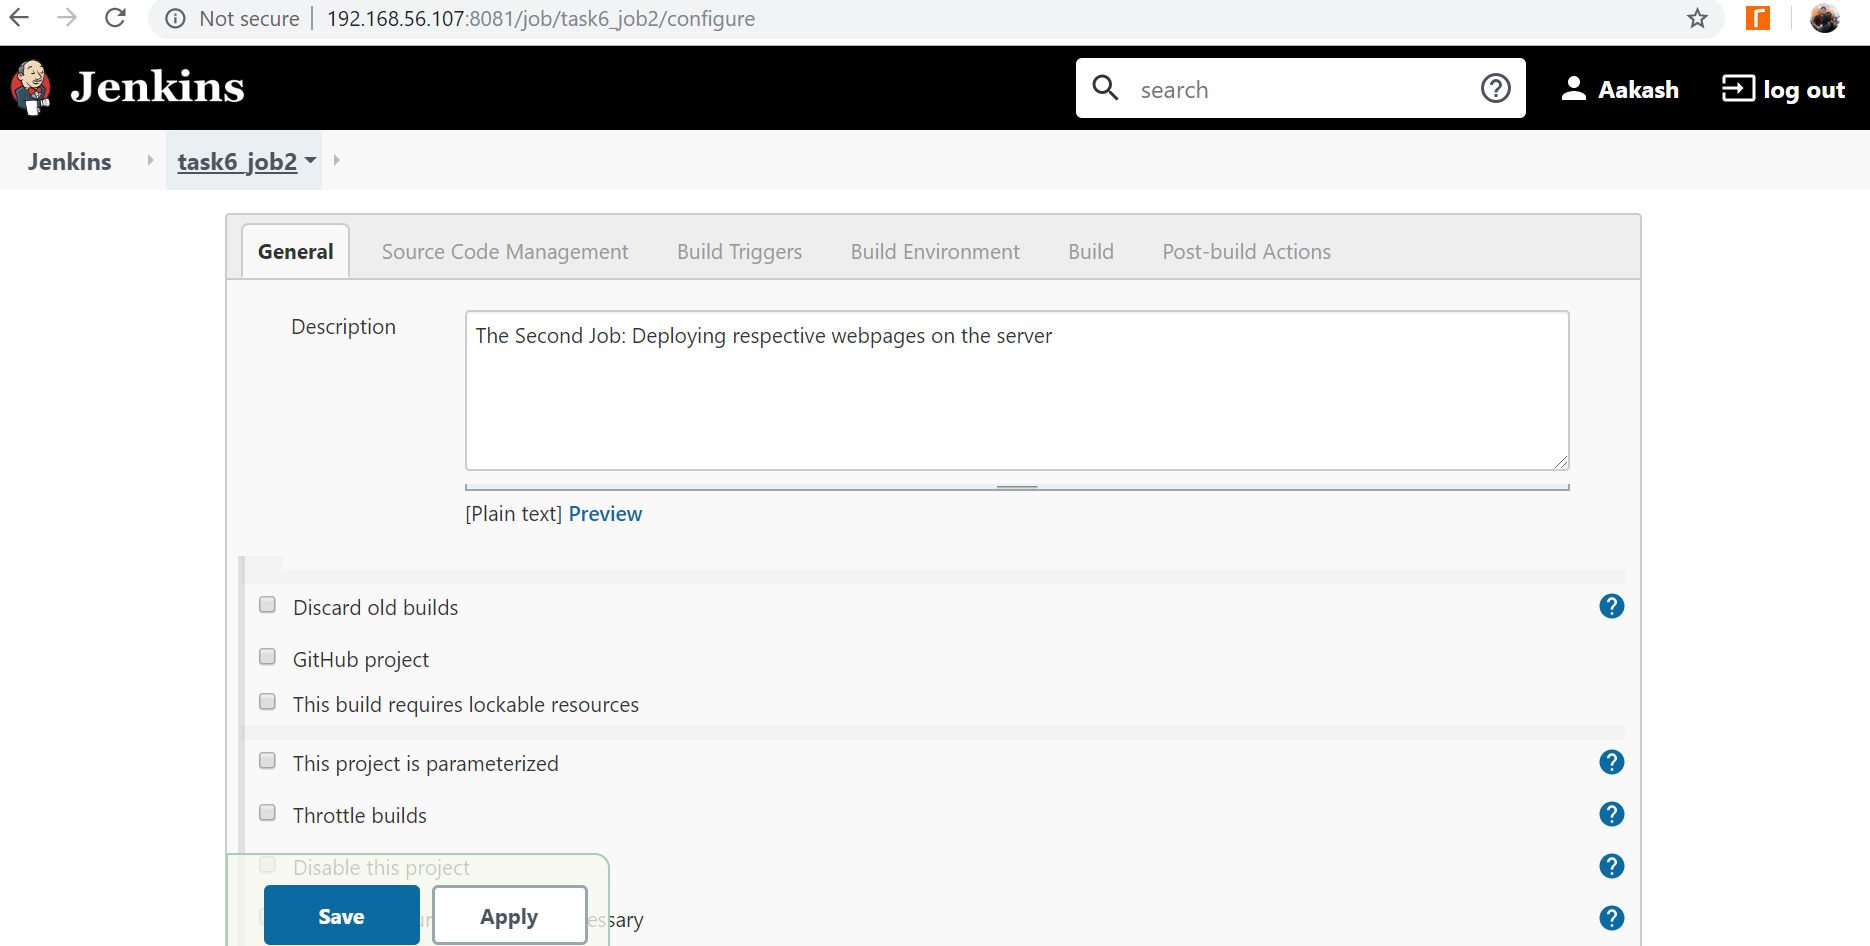 Not secure | 192.168.56.107:8081/job/task6_job2/configure
Jenkins search Aakash log out
Jenkins task6_job2
General Source Code Management Build Triggers Build Environment Build Post-build Actions
Description
The Second Job: Deploying respective webpages on the server
[Plain text] Preview
Discard old builds
GitHub project
This build requires lockable resources
This project is parameterized
Throttle builds
Disable this project
Save Apply